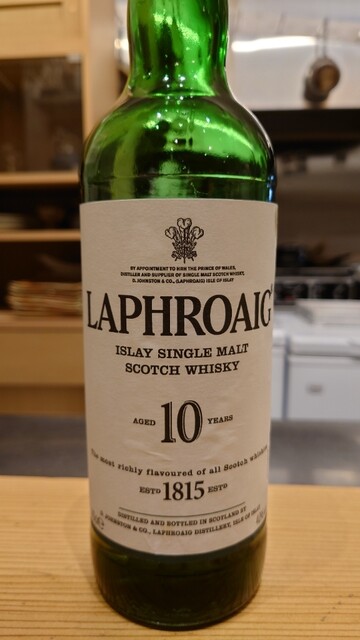 BY APPOINTMENT TO HRH THE PRINCE OF WALES,
DISTILLER AND SUPPLIER OF SINGLE MALT SCOTCH WHISKY,
D. JOHNSTON & CO., (LAPHROAIG) ISLE OF ISLAY
LAPHROAIG
ISLAY SINGLE MALT
SCOTCH WHISKY
AGED 10 YEARS
The most richly flavoured of all Scotch whiskies
ESTD 1815 ESTD
DISTILLED AND BOTTLED IN SCOTLAND BY
D. JOHNSTON & CO., LAPHROAIG DISTILLERY, ISLE OF ISLAY